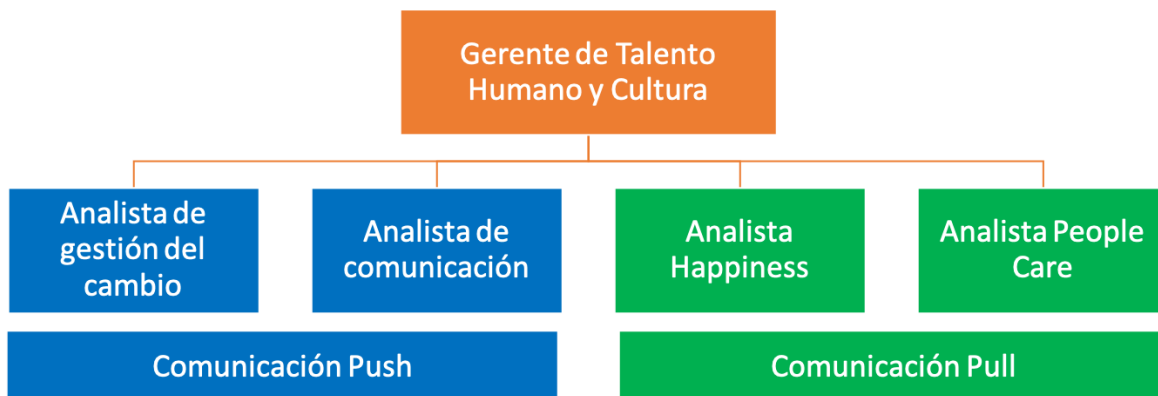 Gerente de Talento
Humano y Cultura
Analista de
gestión del
cambio
Analista de
comunicación
Analista
Happiness
Analista People
Care
Comunicación Push
Comunicación Pull